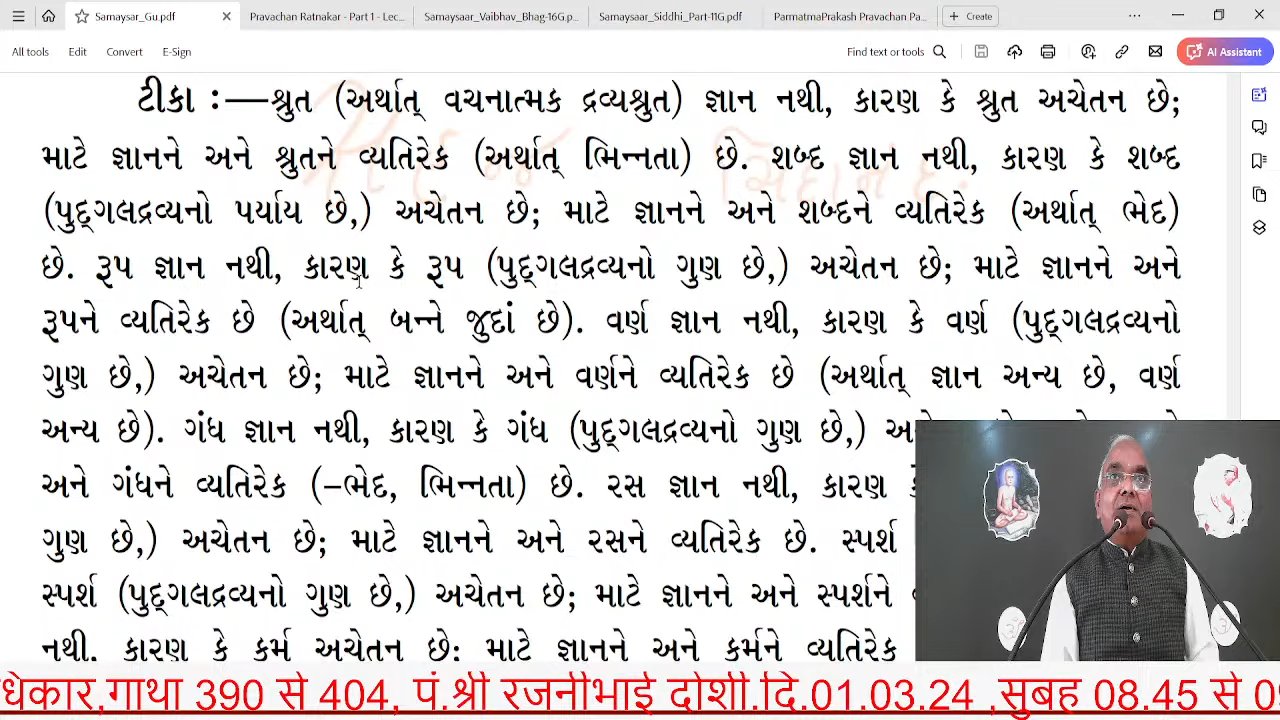 Samaysar_Gu.pdf
Pravachan Ratnakar - Part 1 - Lec...
Samaysaar_Vaibhav_Bhag-16G.p...
Samaysaar_Siddhi_Part-11G.pdf
ParmatmaPrakash Pravachan Pa...
+ Create
All tools Edit Convert E-Sign
Find text or tools
AI Assistant
ટીકા :—શ્રુત (અર્થાત્ વચનાત્મક દ્રવ્યશ્રુત) જ્ઞાન નથી, કારણ કે શ્રુત અચેતન છે;
માટે જ્ઞાનને અને શ્રુતને વ્યતિરેક (અર્થાત્ ભિન્નતા) છે. શબ્દ જ્ઞાન નથી, કારણ કે શબ્દ
(પુદ્ગલદ્રવ્યનો પર્યાય છે,) અચેતન છે; માટે જ્ઞાનને અને શબ્દને વ્યતિરેક (અર્થાત્ ભેદ)
છે. રૂપ જ્ઞાન નથી, કારણ કે રૂપ (પુદ્ગલદ્રવ્યનો ગુણ છે,) અચેતન છે; માટે જ્ઞાનને અને
રૂપને વ્યતિરેક છે (અર્થાત્ બન્ને જુદાં છે). વર્ણ જ્ઞાન નથી, કારણ કે વર્ણ (પુદ્ગલદ્રવ્યનો
ગુણ છે,) અચેતન છે; માટે જ્ઞાનને અને વર્ણને વ્યતિરેક છે (અર્થાત્ જ્ઞાન અન્ય છે, વર્ણ
અન્ય છે). ગંધ જ્ઞાન નથી, કારણ કે ગંધ (પુદ્ગલદ્રવ્યનો ગુણ છે,)
અને ગંધને વ્યતિરેક (–ભેદ, ભિન્નતા) છે. રસ જ્ઞાન નથી, કારણ
ગુણ છે,) અચેતન છે; માટે જ્ઞાનને અને રસને વ્યતિરેક છે. સ્પર્શ
સ્પર્શ (પુદ્ગલદ્રવ્યનો ગુણ છે,) અચેતન છે; માટે જ્ઞાનને અને સ્પર્શને
નથી, કારણ કે કર્મ અચેતન છે; માટે જ્ઞાનને અને કર્મને વ્યતિરેક
धिकार,गाथा 390 से 404, पं.श्री रजनीभाई दोशी.दि.01.03.24 ,सुबह 08.45 से